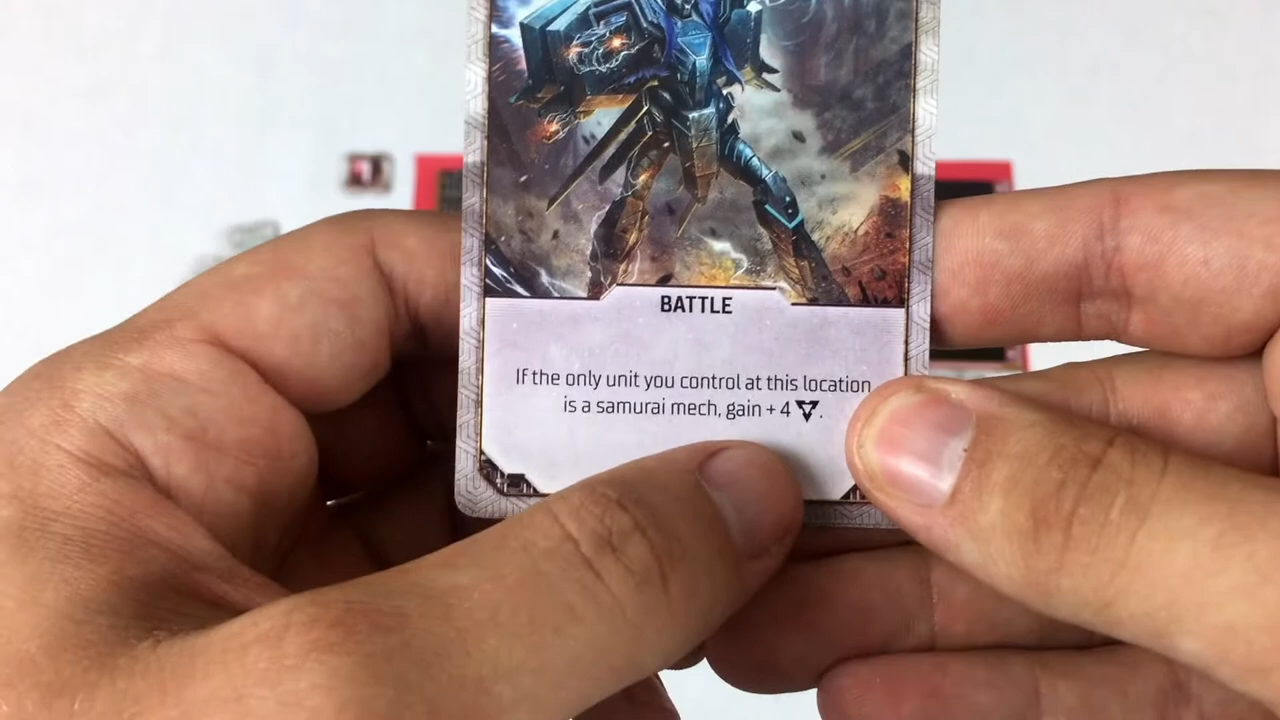 BATTLE
If the only unit you control at this location
is a samurai mech, gain + 4 .